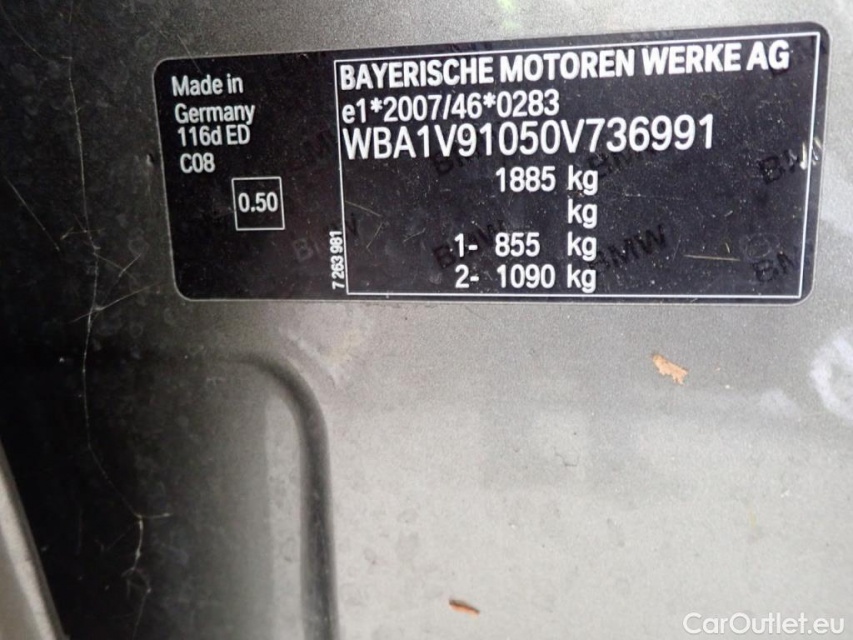 Made in
Germany
116d ED
C08
0.50
7 263 981
BAYERISCHE MOTOREN WERKE AG
e1*2007/46*0283
WBA1V91050V736991
1885 kg
kg
1- 855 kg
2- 1090 kg
BMW
CarOutlet.eu